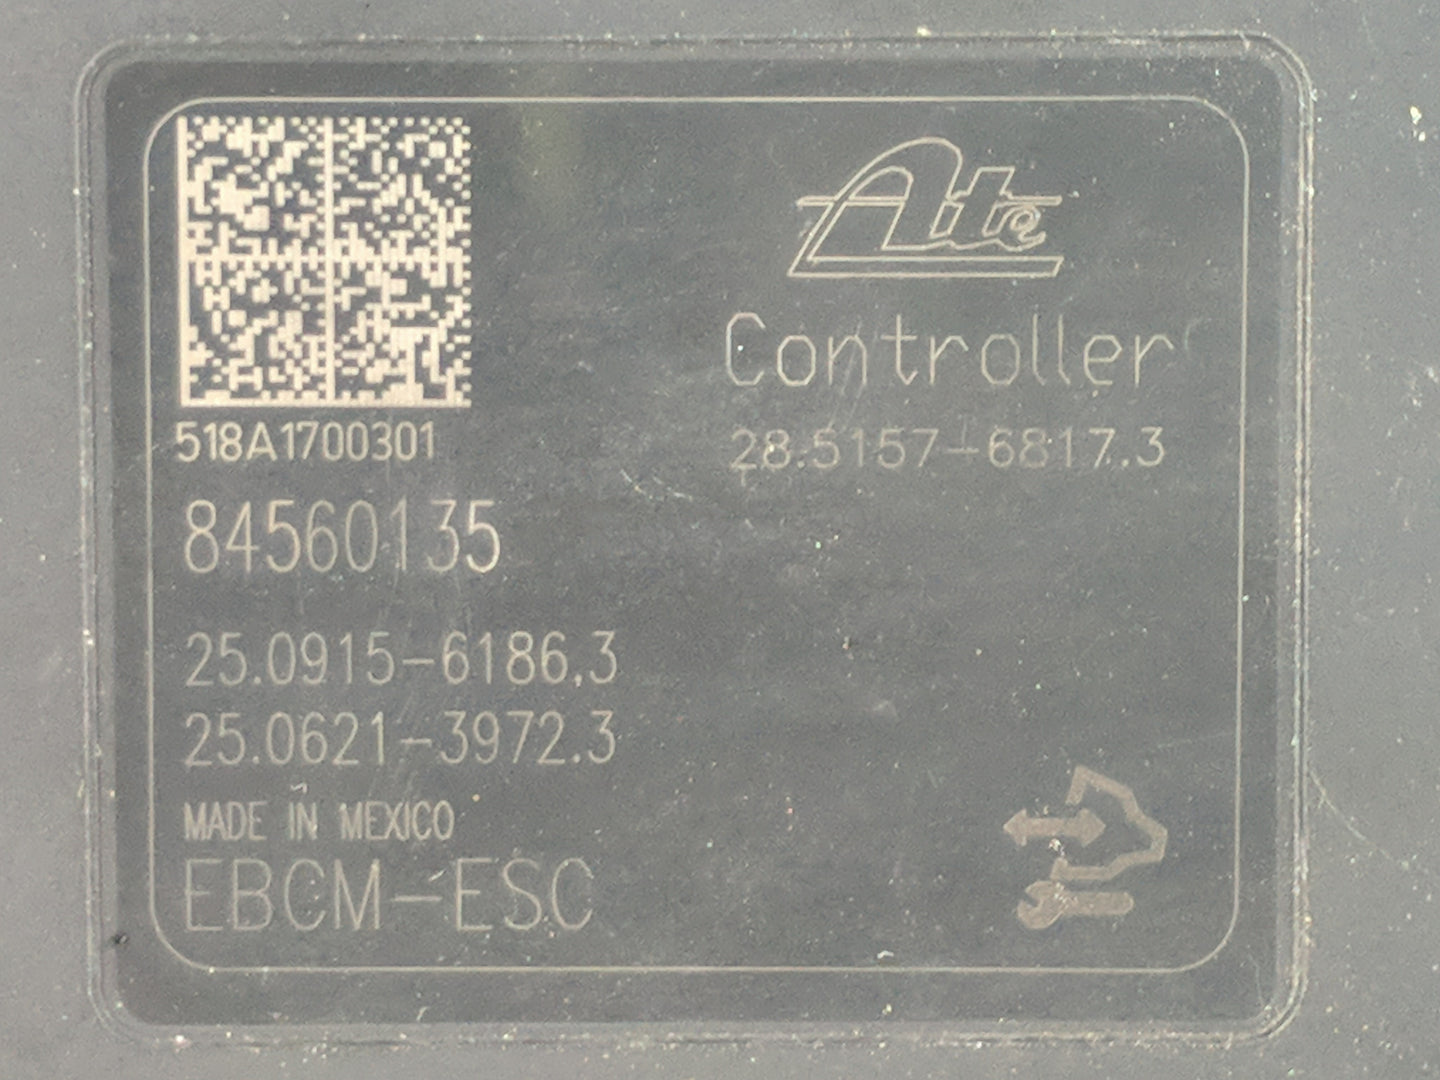 Ate
Controller
518A1700301
28.5157-6817.3
84560135
25.0915-6186.3
25.0621-3972.3
MADE IN MEXICO
EBCM-ESC